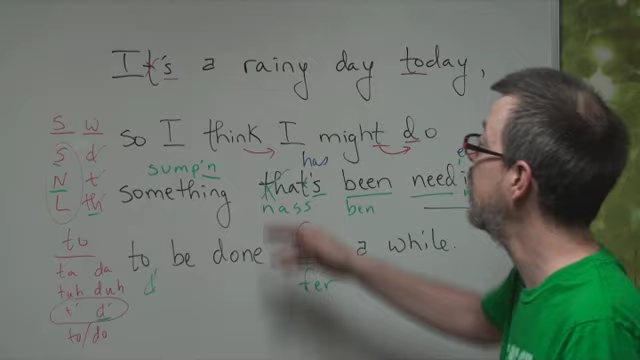 It's a rainy day today,
S W
so I think I might do
S d
sump'n has
N t
something that's been needi
L th
nass ben
to
to be done a while.
ta da
d
fer
tuh duh
t' d'
to/do